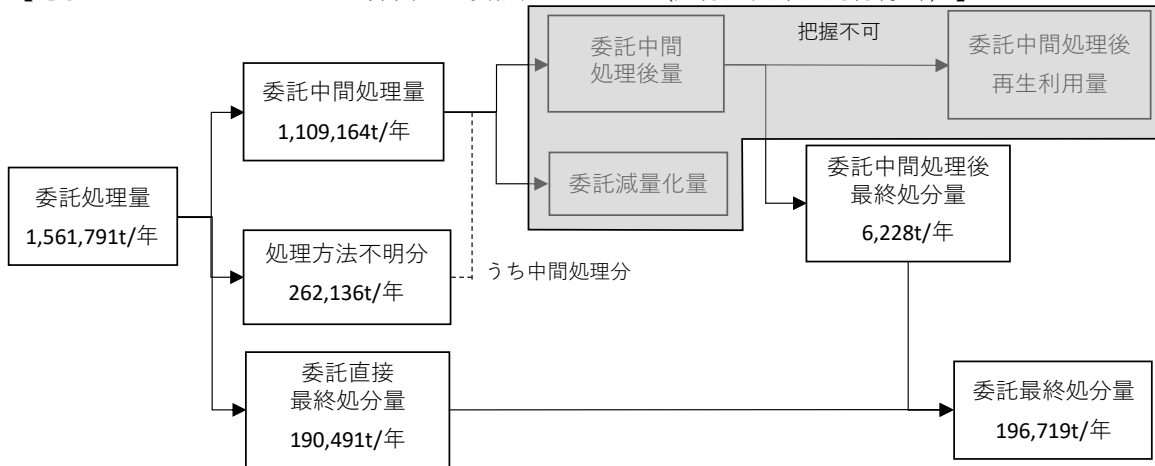 委託中間
処理後量
把握不可
委託中間処理後
再生利用量
委託中間処理量
1,109,164t/年
委託減量化量
委託処理量
1,561,791t/年
委託中間処理後
最終処分量
6,228t/年
処理方法不明分
262,136t/年
うち中間処理分
委託直接
最終処分量
190,491t/年
委託最終処分量
196,719t/年